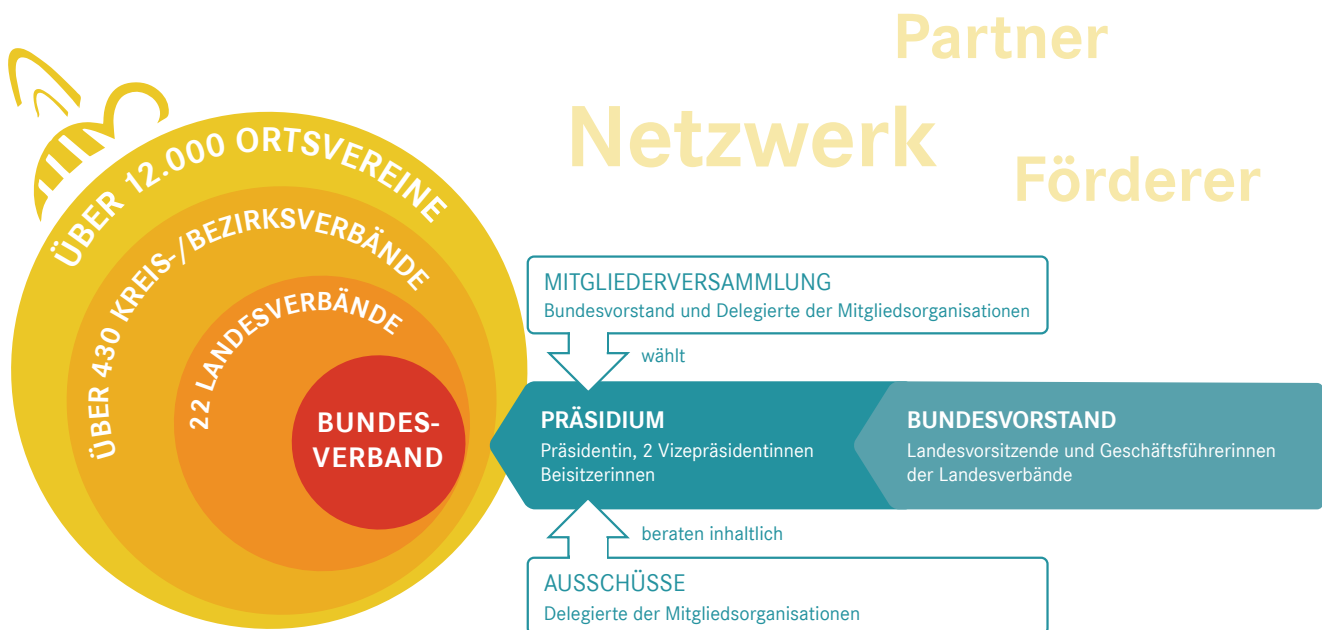 Partner
Netzwerk
Förderer
ÜBER 12.000 ORTSVEREINE
ÜBER 430 KREIS-/BEZIRKSVERBÄNDE
22 LANDESVERBÄNDE
BUNDES-
VERBAND
MITGLIEDERVERSAMMLUNG
Bundesvorstand und Delegierte der Mitgliedsorganisationen
wählt
PRÄSIDIUM
Präsidentin, 2 Vizepräsidentinnen
Beisitzerinnen
BUNDESVORSTAND
Landesvorsitzende und Geschäftsführerinnen
der Landesverbände
beraten inhaltlich
AUSSCHÜSSE
Delegierte der Mitgliedsorganisationen